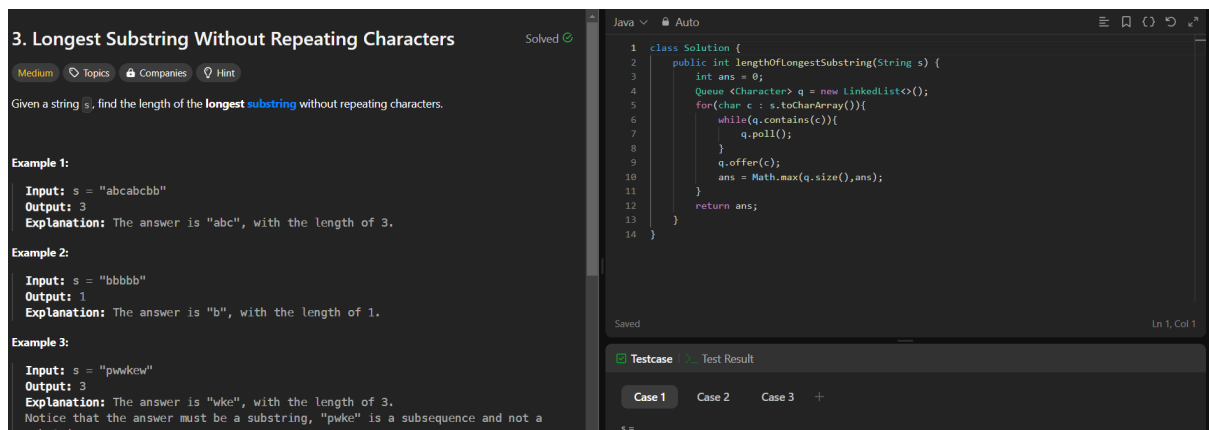 3. Longest Substring Without Repeating Characters
Solved
Medium Topics Companies Hint
Given a string s, find the length of the longest substring without repeating characters.
Example 1:
Input: s = "abcabcbb"
Output: 3
Explanation: The answer is "abc", with the length of 3.
Example 2:
Input: s = "bbbbb"
Output: 1
Explanation: The answer is "b", with the length of 1.
Example 3:
Input: s = "pwwkew"
Output: 3
Explanation: The answer is "wke", with the length of 3.
Notice that the answer must be a substring, "pwke" is a subsequence and not a
Java Auto
1 class Solution {
2 public int lengthOfLongestSubstring(String s) {
3 int ans = 0;
4 Queue <Character> q = new LinkedList<>();
5 for(char c : s.toCharArray()){
6 while(q.contains(c)){
7 q.poll();
8 }
9 q.offer(c);
10 ans = Math.max(q.size(),ans);
11 }
12 return ans;
13 }
14 }
Saved
Ln 1, Col 1
Testcase >_ Test Result
Case 1 Case 2 Case 3 +
s =